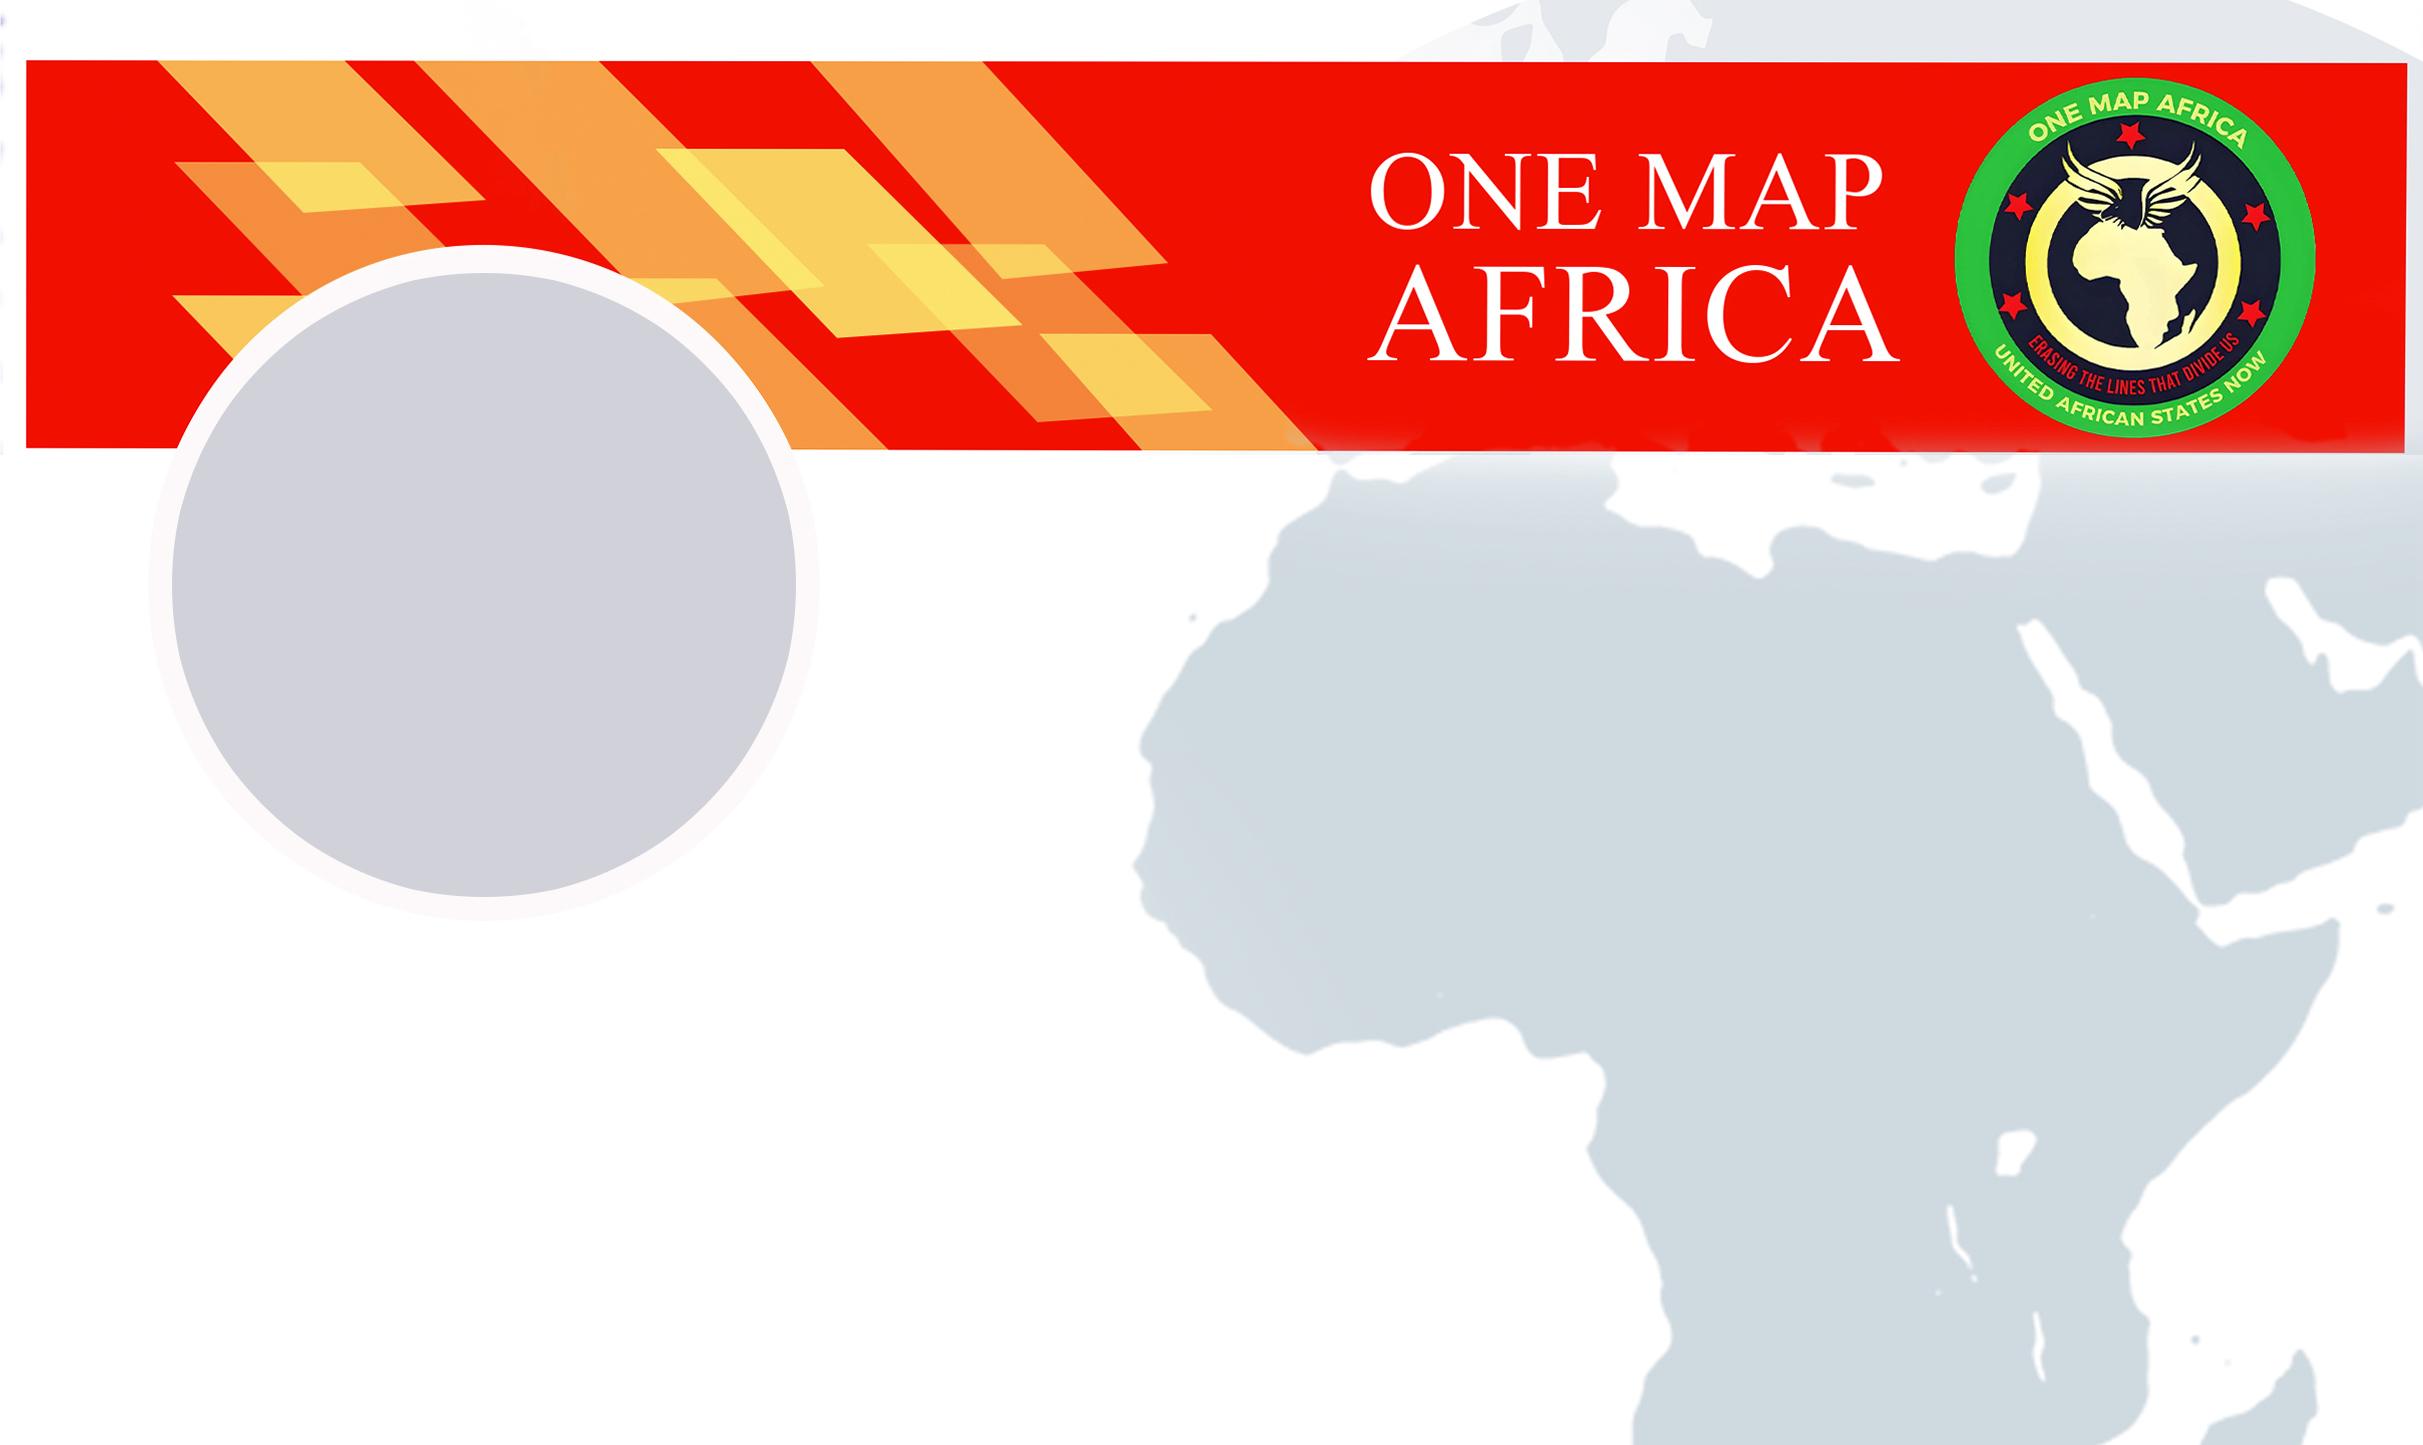 ONE MAP
AFRICA
ONE MAP AFRICA
ERASING THE LINES THAT DIVIDE US
UNITED AFRICAN STATES NOW